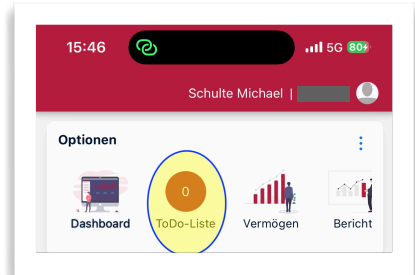 15:46 5G 80
Schulte Michael |
Optionen
0
Dashboard ToDo-Liste Vermögen Bericht